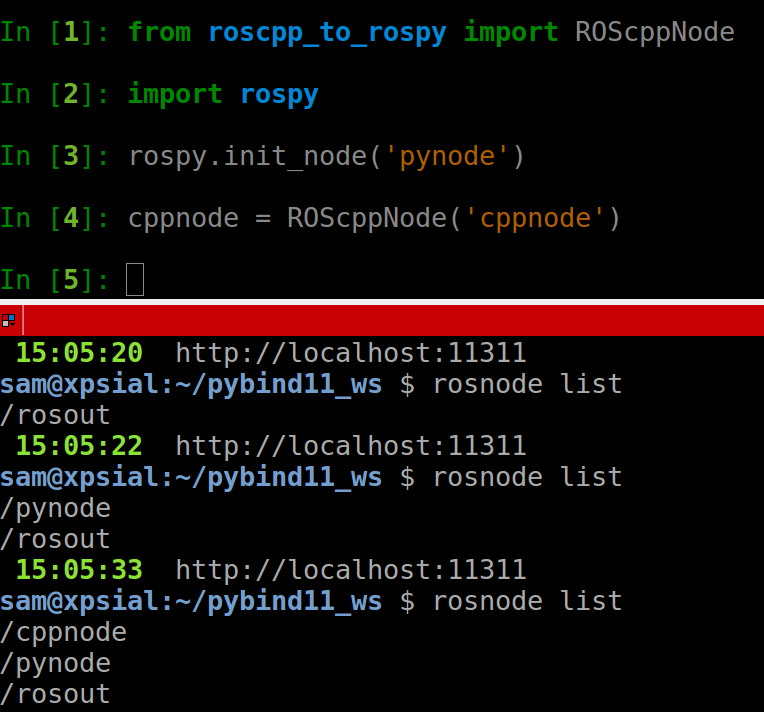 In [1]: from roscpp_to_rospy import ROScppNode
In [2]: import rospy
In [3]: rospy.init_node('pynode')
In [4]: cppnode = ROScppNode('cppnode')
In [5]:
15:05:20  http://localhost:11311
sam@xpsial:~/pybind11_ws $ rosnode list
/rosout
15:05:22  http://localhost:11311
sam@xpsial:~/pybind11_ws $ rosnode list
/pynode
/rosout
15:05:33  http://localhost:11311
sam@xpsial:~/pybind11_ws $ rosnode list
/cppnode
/pynode
/rosout